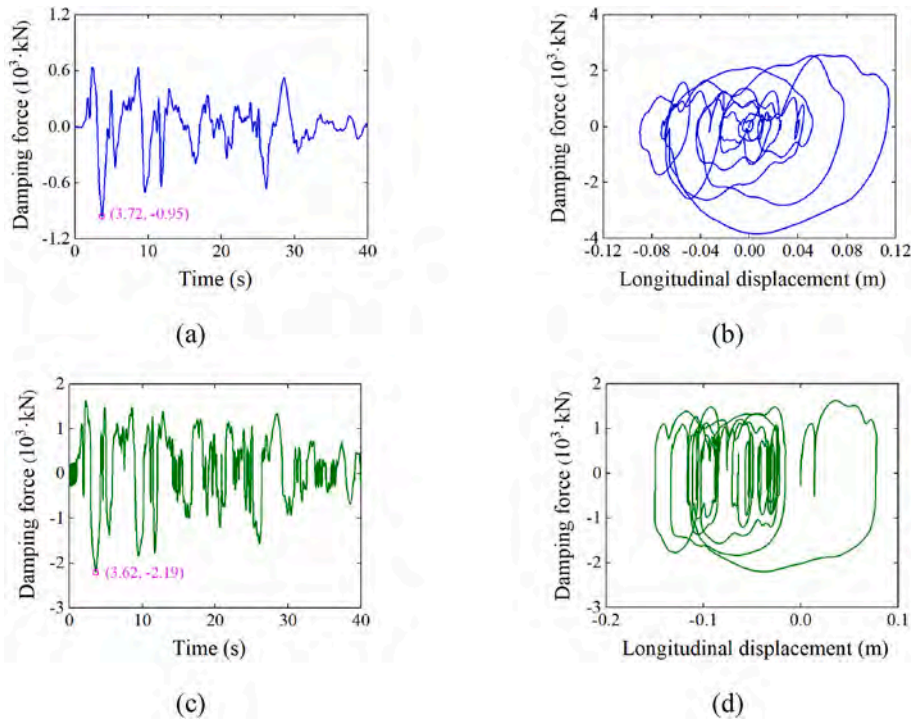 1.2
0.6
0.0
-0.6
-1.2
Damping force (10³·kN)
(3.72, -0.95)
0 10 20 30 40
Time (s)
(a)
4
2
0
-2
-4
Damping force (10³·kN)
-0.12 -0.08 -0.04 0.00 0.04 0.08 0.12
Longitudinal displacement (m)
(b)
2
1
0
-1
-2
-3
Damping force (10³·kN)
(3.62, -2.19)
0 10 20 30 40
Time (s)
(c)
2
1
0
-1
-2
-3
Damping force (10³·kN)
-0.2 -0.1 0.0 0.1
Longitudinal displacement (m)
(d)